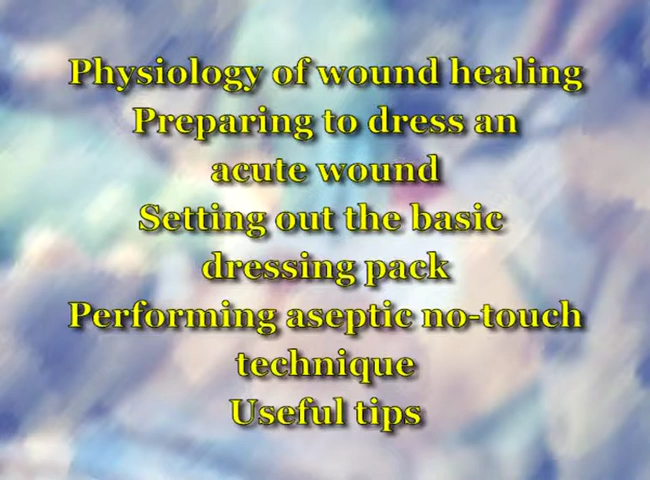 Physiology of wound healing
Preparing to dress an
acute wound
Setting out the basic
dressing pack
Performing aseptic no-touch
technique
Useful tips